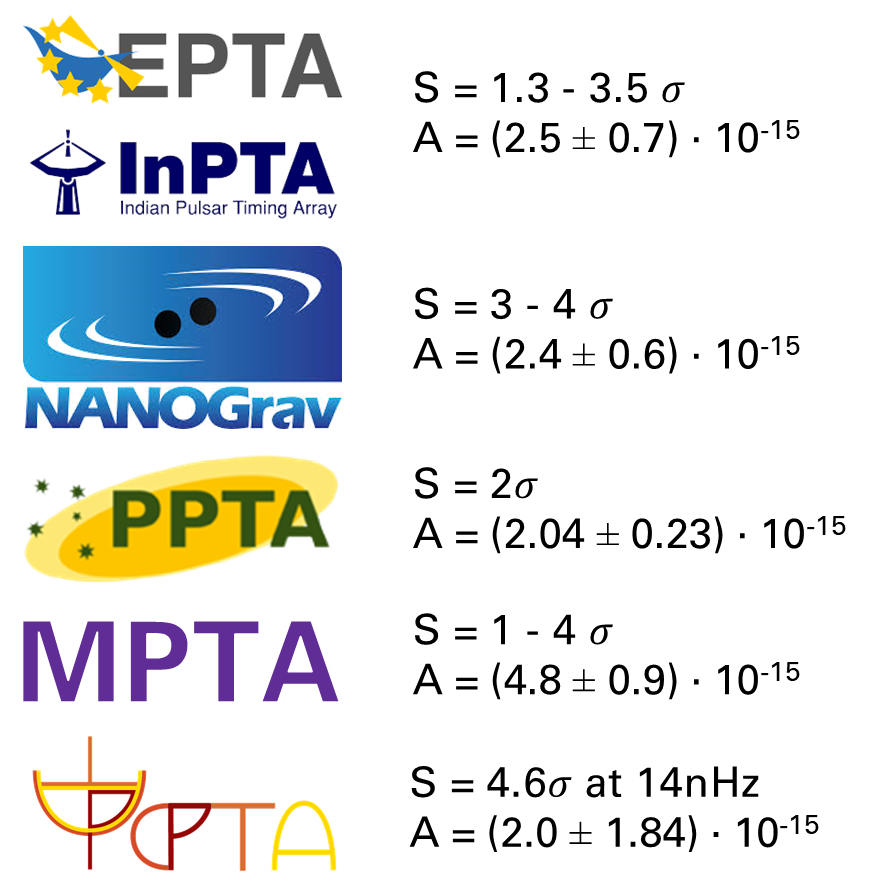 EPTA
S = 1.3 - 3.5 σ
A = (2.5 ± 0.7) · 10⁻¹⁵
InPTA
Indian Pulsar Timing Array
S = 3 - 4 σ
A = (2.4 ± 0.6) · 10⁻¹⁵
NANOGrav
PPTA
S = 2σ
A = (2.04 ± 0.23) · 10⁻¹⁵
MPTA
S = 1 - 4 σ
A = (4.8 ± 0.9) · 10⁻¹⁵
CPTA
S = 4.6σ at 14nHz
A = (2.0 ± 1.84) · 10⁻¹⁵